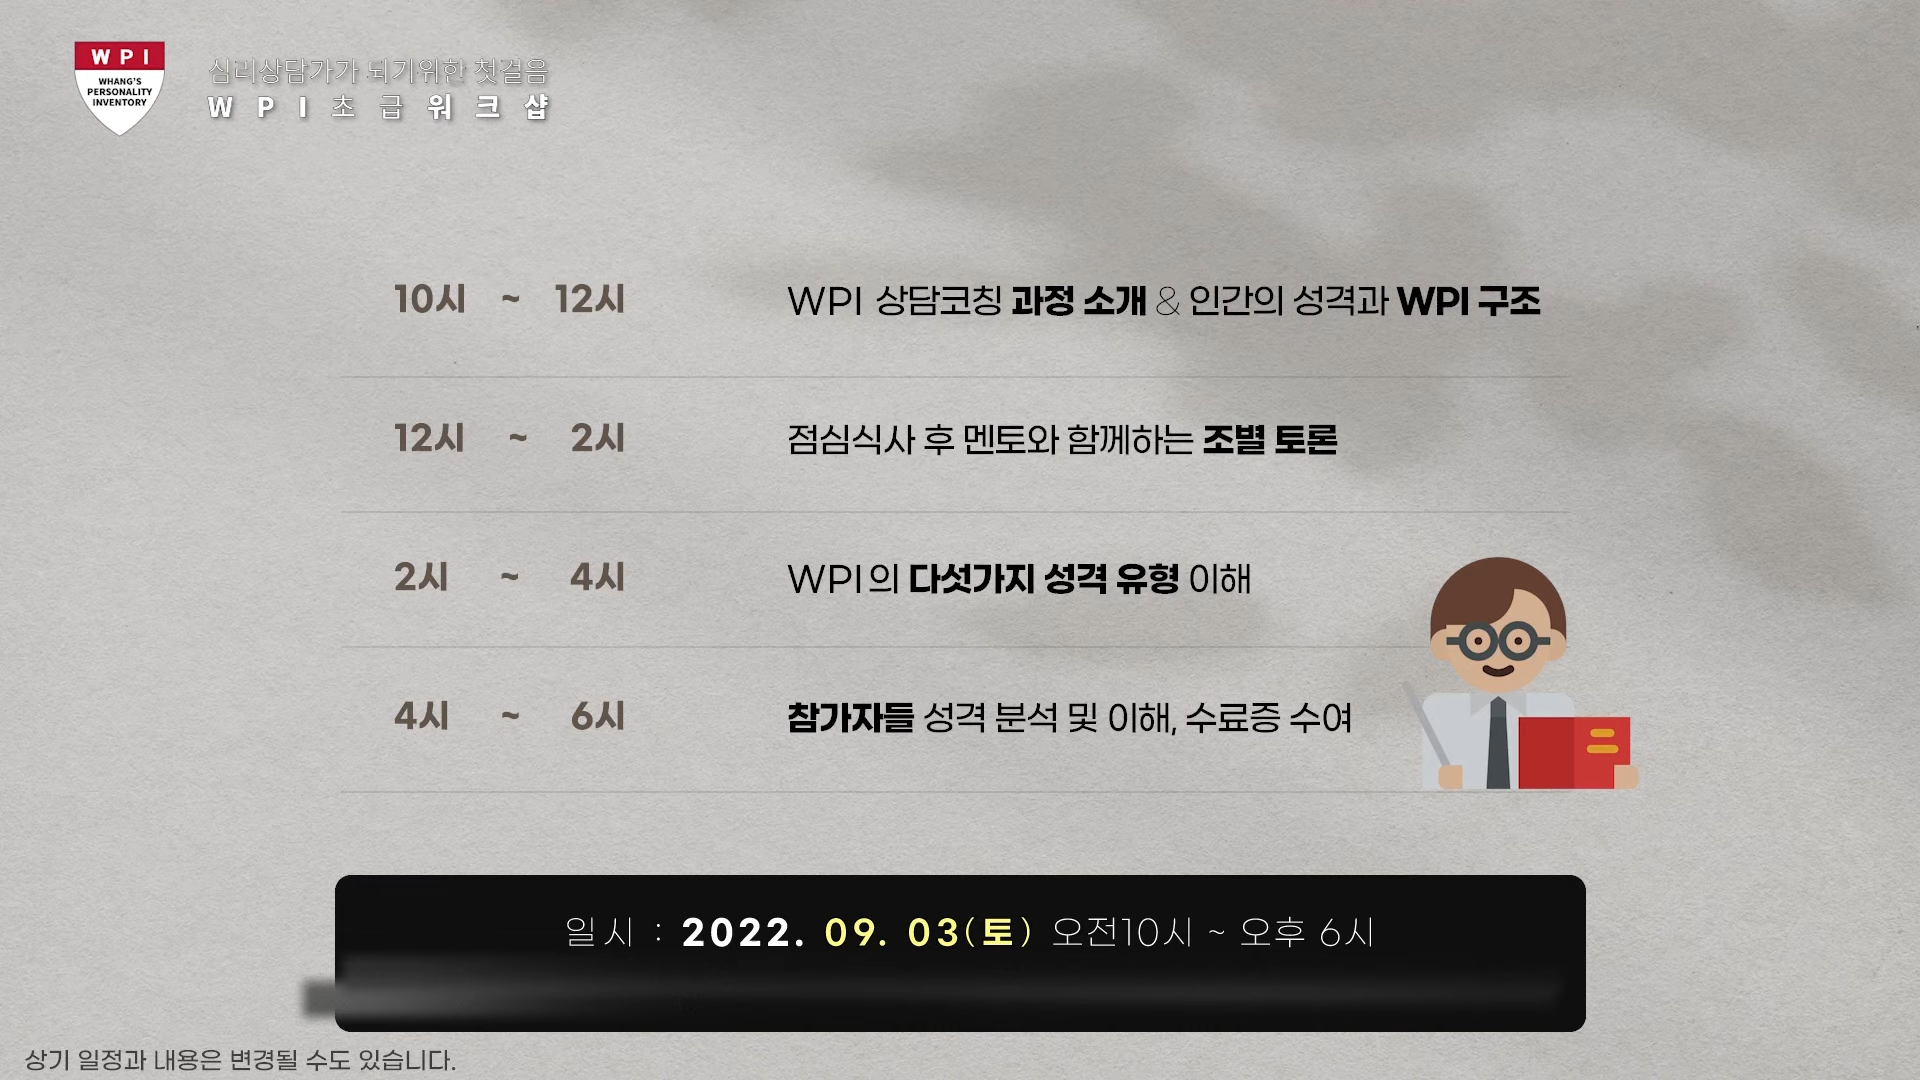 WPI
WHANG'S
PERSONALITY
INVENTORY
심리상담가가 되기위한 첫걸음
WPI 초급 워크샵
10시 ~ 12시 WPI 상담코칭 과정 소개 & 인간의 성격과 WPI 구조
12시 ~ 2시 점심식사 후 멘토와 함께하는 조별 토론
2시 ~ 4시 WPI의 다섯가지 성격 유형 이해
4시 ~ 6시 참가자들 성격 분석 및 이해, 수료증 수여
일시 : 2022. 09. 03(토) 오전10시 ~ 오후 6시
상기 일정과 내용은 변경될 수도 있습니다.